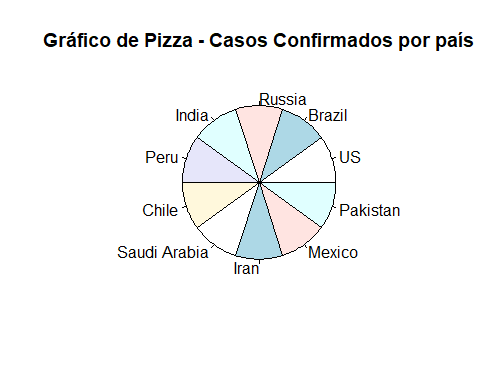 Gráfico de Pizza - Casos Confirmados por país
Russia
India
Brazil
Peru
US
Chile
Pakistan
Saudi Arabia
Mexico
Iran